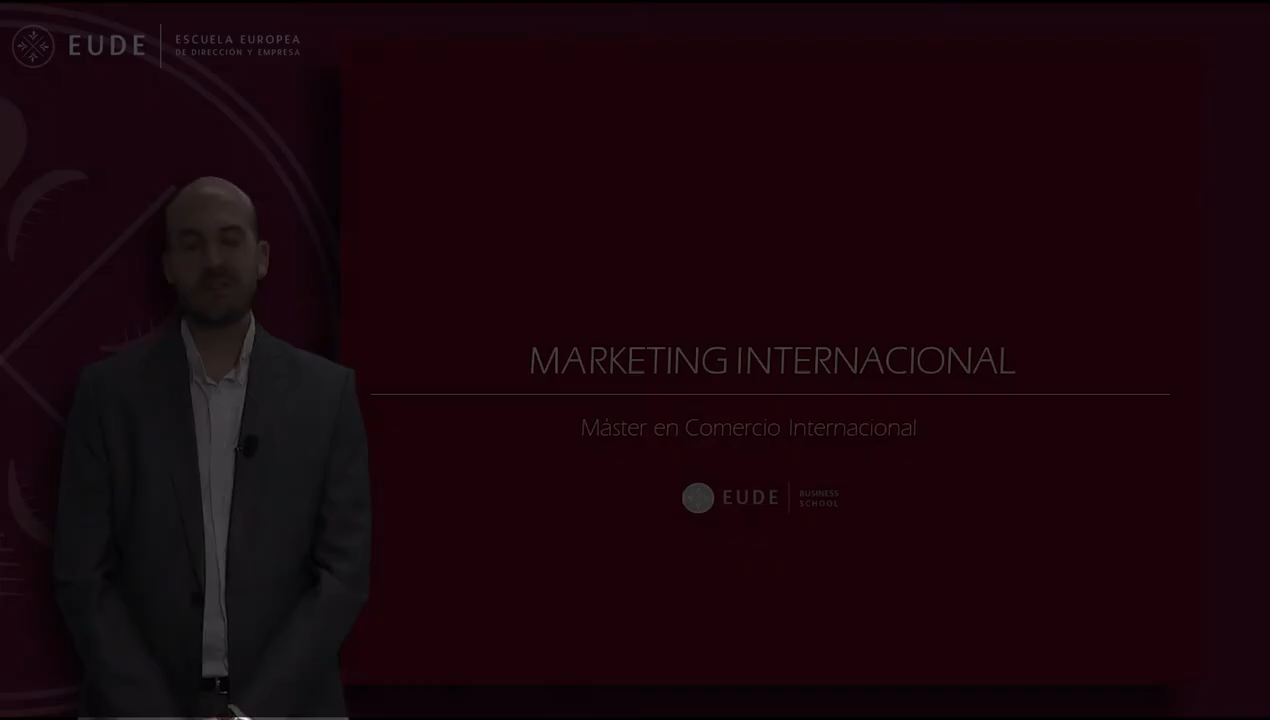 EUDE
ESCUELA EUROPEA
DE DIRECCIÓN Y EMPRESA
MARKETING INTERNACIONAL
Máster en Comercio Internacional
EUDE
BUSINESS
SCHOOL